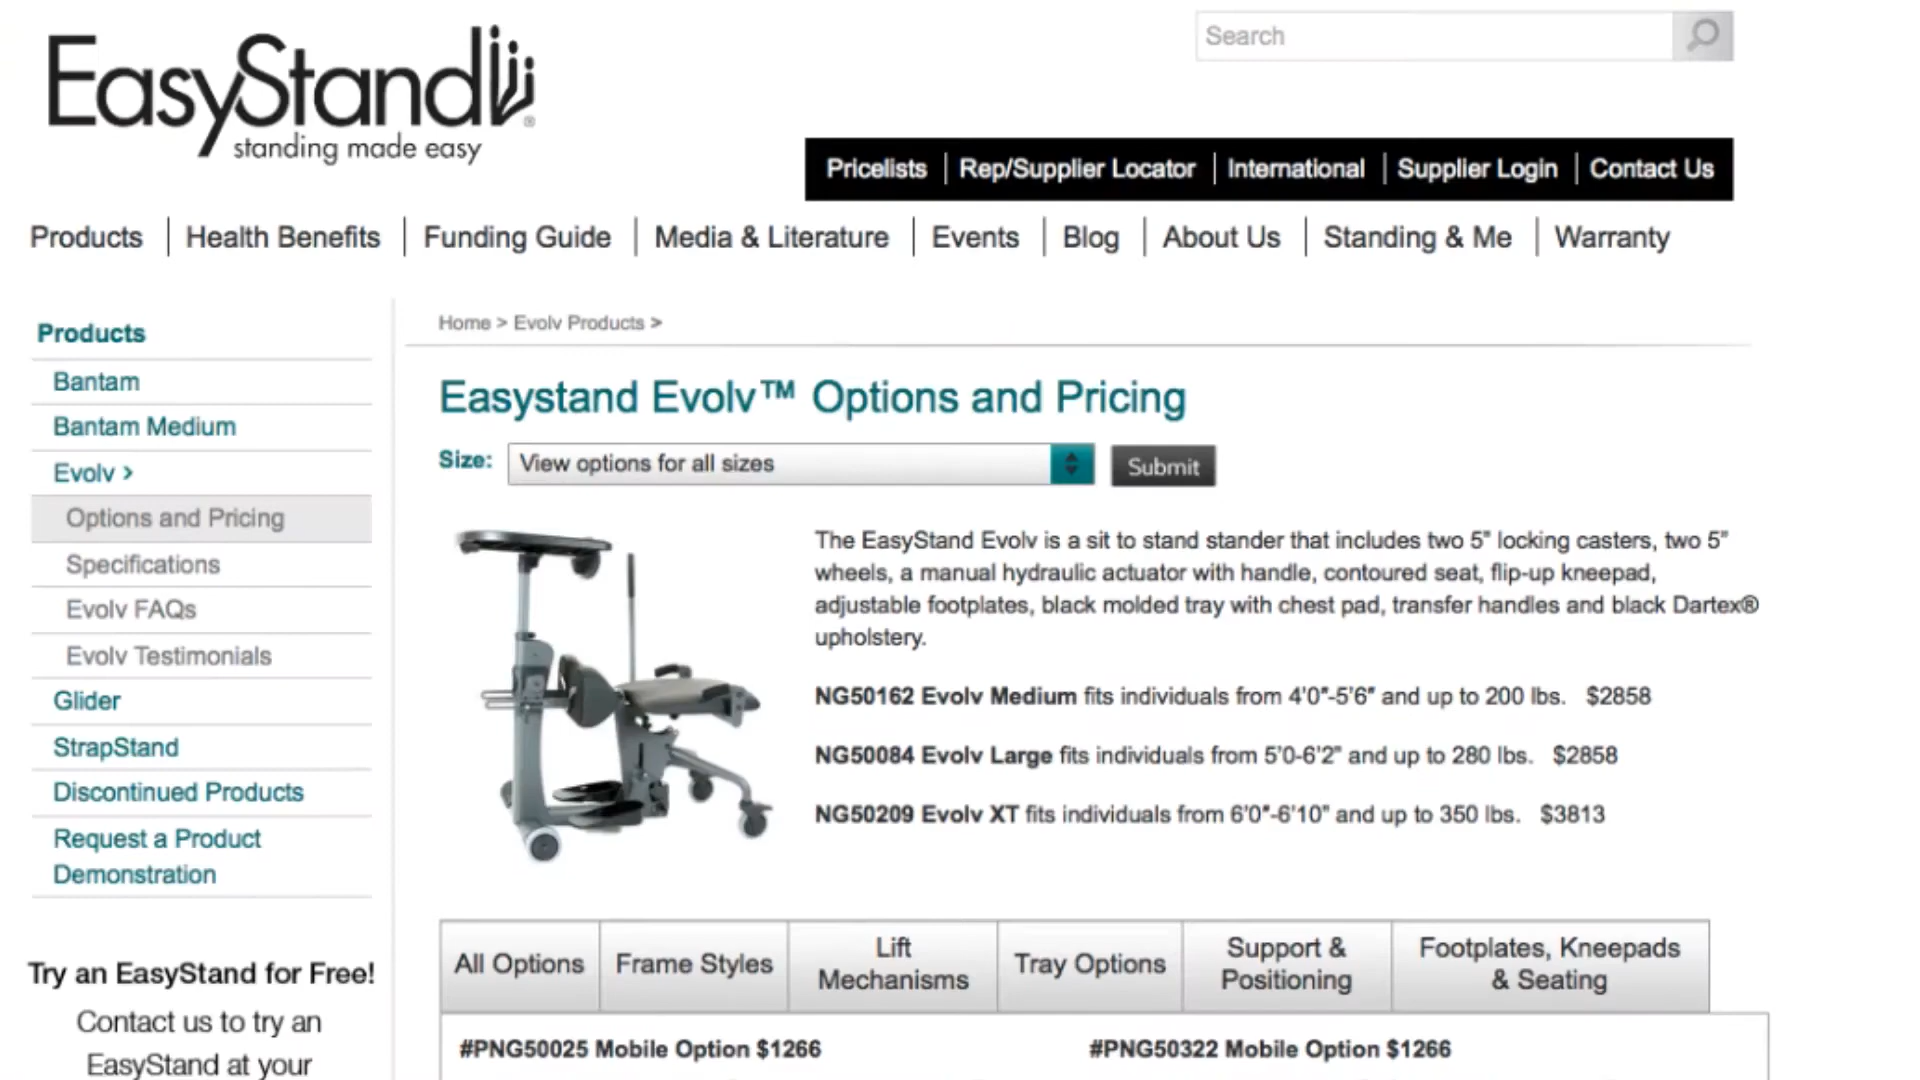 EasyStand®
standing made easy
Search
Pricelists
Rep/Supplier Locator
International
Supplier Login
Contact Us
Products
Health Benefits
Funding Guide
Media & Literature
Events
Blog
About Us
Standing & Me
Warranty
Products
Bantam
Bantam Medium
Evolv >
Options and Pricing
Specifications
Evolv FAQs
Evolv Testimonials
Glider
StrapStand
Discontinued Products
Request a Product
Demonstration
Try an EasyStand for Free!
Contact us to try an
EasyStand at your
Home > Evolv Products >
Easystand Evolv™ Options and Pricing
Size:
View options for all sizes
Submit
The EasyStand Evolv is a sit to stand stander that includes two 5" locking casters, two 5"
wheels, a manual hydraulic actuator with handle, contoured seat, flip-up kneepad,
adjustable footplates, black molded tray with chest pad, transfer handles and black Dartex®
upholstery.
NG50162 Evolv Medium fits individuals from 4'0"-5'6" and up to 200 lbs. $2858
NG50084 Evolv Large fits individuals from 5'0-6'2" and up to 280 lbs. $2858
NG50209 Evolv XT fits individuals from 6'0"-6'10" and up to 350 lbs. $3813
All Options
Frame Styles
Lift
Mechanisms
Tray Options
Support &
Positioning
Footplates, Kneepads
& Seating
#PNG50025 Mobile Option $1266
#PNG50322 Mobile Option $1266